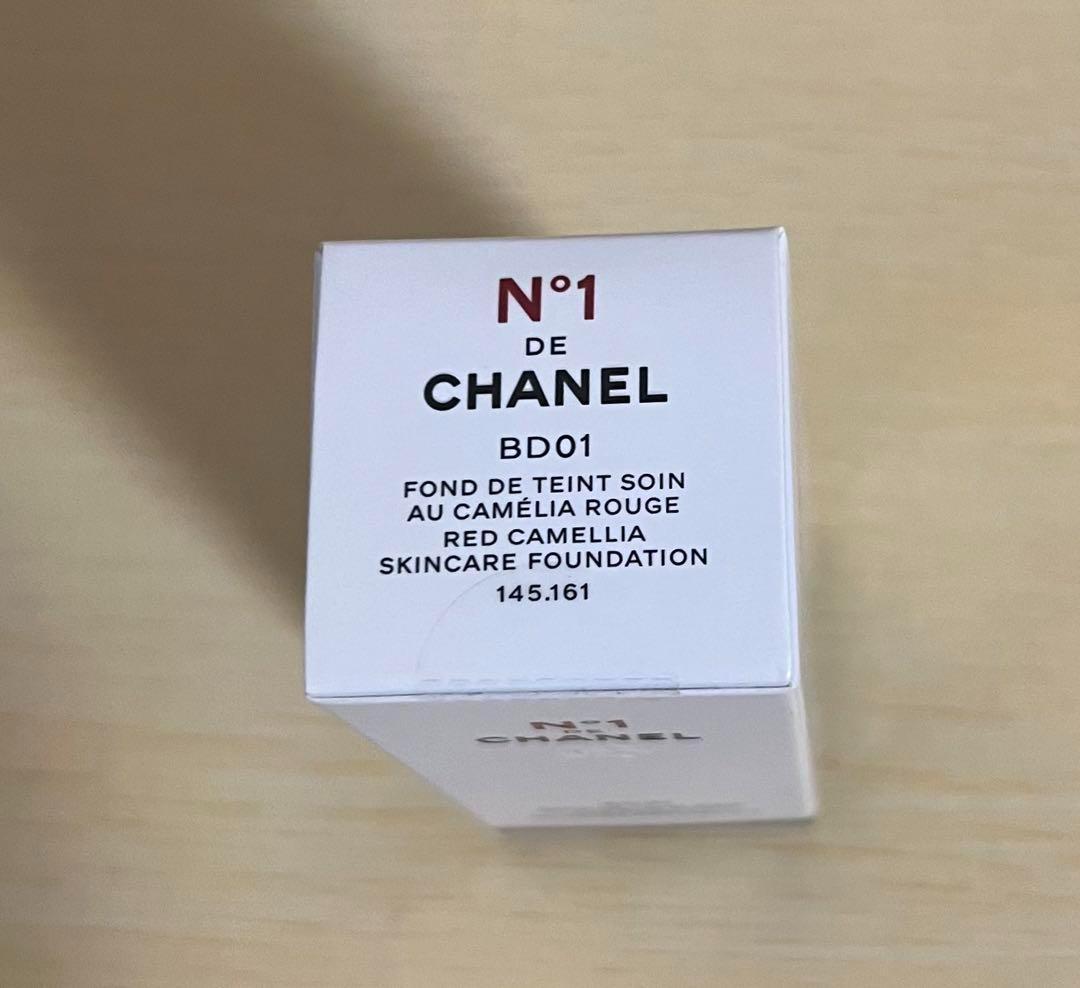 N°1
DE
CHANEL
BD01
FOND DE TEINT SOIN
AU CAMÉLIA ROUGE
RED CAMELLIA
SKINCARE FOUNDATION
145.161
N°1
DE
CHANEL